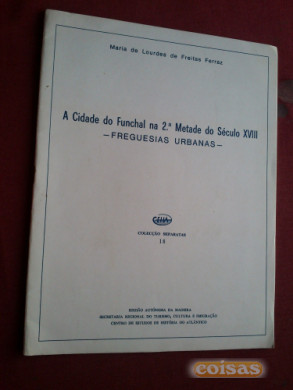 Maria de Lourdes de Freitas Ferraz
A Cidade do Funchal na 2.ª Metade do Século XVIII
—FREGUESIAS URBANAS—
CEHA
COLECÇÃO SEPARATAS
14
REGIÃO AUTÓNOMA DA MADEIRA
SECRETARIA REGIONAL DO TURISMO, CULTURA E EMIGRAÇÃO
CENTRO DE ESTUDOS DE HISTÓRIA DO ATLÂNTICO
coisas